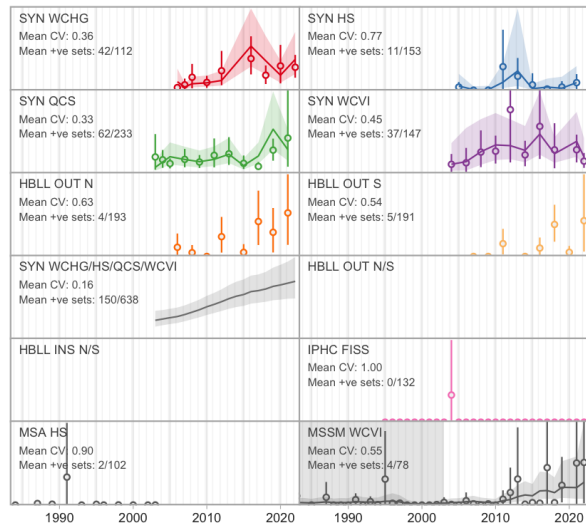 SYN WCHG
Mean CV: 0.36
Mean +ve sets: 42/112
SYN HS
Mean CV: 0.77
Mean +ve sets: 11/153
SYN QCS
Mean CV: 0.33
Mean +ve sets: 62/233
SYN WCVI
Mean CV: 0.45
Mean +ve sets: 37/147
HBLL OUT N
Mean CV: 0.63
Mean +ve sets: 4/193
HBLL OUT S
Mean CV: 0.54
Mean +ve sets: 5/191
SYN WCHG/HS/QCS/WCVI
Mean CV: 0.16
Mean +ve sets: 150/638
HBLL OUT N/S
HBLL INS N/S
IPHC FISS
Mean CV: 1.00
Mean +ve sets: 0/132
MSA HS
Mean CV: 0.90
Mean +ve sets: 2/102
MSSM WCVI
Mean CV: 0.55
Mean +ve sets: 4/78
1990 2000 2010 2020
1990 2000 2010 2020